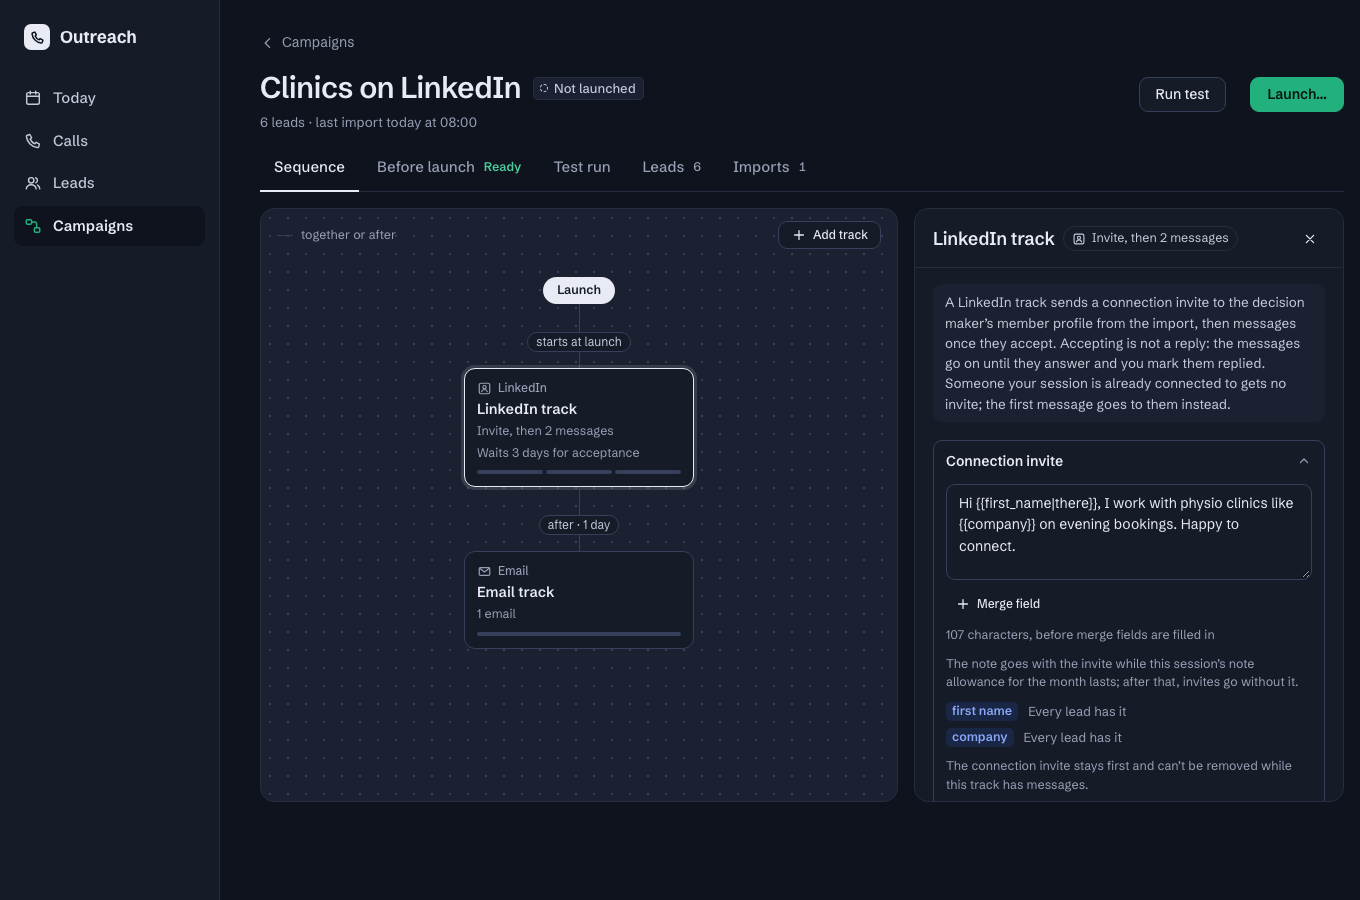 Outreach
Today
Calls
Leads
Campaigns
Campaigns
Clinics on LinkedIn
Not launched
Run test
Launch...
6 leads · last import today at 08:00
Sequence
Before launch Ready
Test run
Leads 6
Imports 1
together or after
Add track
Launch
starts at launch
LinkedIn
LinkedIn track
Invite, then 2 messages
Waits 3 days for acceptance
after · 1 day
Email
Email track
1 email
LinkedIn track
Invite, then 2 messages
A LinkedIn track sends a connection invite to the decision
maker’s member profile from the import, then messages
once they accept. Accepting is not a reply: the messages
go on until they answer and you mark them replied.
Someone your session is already connected to gets no
invite; the first message goes to them instead.
Connection invite
Hi {{first_name|there}}, I work with physio clinics like
{{company}} on evening bookings. Happy to
connect.
Merge field
107 characters, before merge fields are filled in
The note goes with the invite while this session’s note
allowance for the month lasts; after that, invites go without it.
first name Every lead has it
company Every lead has it
The connection invite stays first and can’t be removed while
this track has messages.